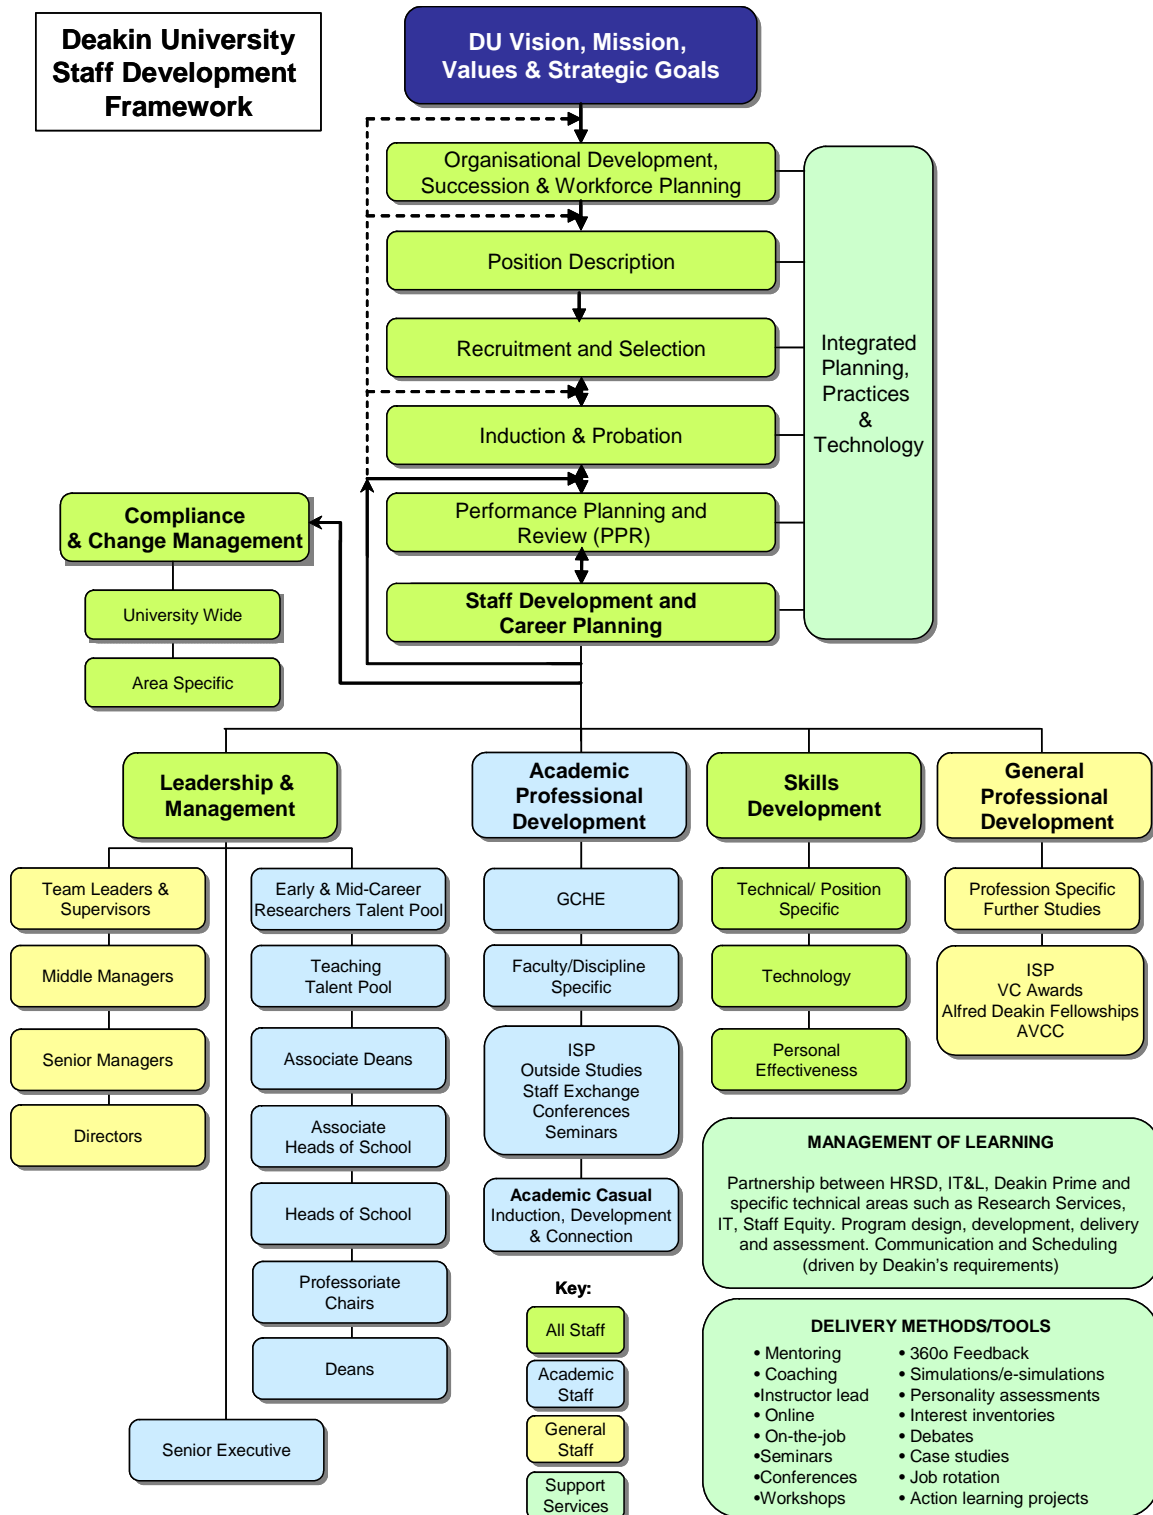 Deakin University
Staff Development
Framework
DU Vision, Mission,
Values & Strategic Goals
Organisational Development,
Succession & Workforce Planning
Position Description
Recruitment and Selection
Induction & Probation
Performance Planning and
Review (PPR)
Staff Development and
Career Planning
Integrated
Planning,
Practices
&
Technology
Compliance
& Change Management
University Wide
Area Specific
Leadership &
Management
Team Leaders &
Supervisors
Middle Managers
Senior Managers
Directors
Early & Mid-Career
Researchers Talent Pool
Teaching
Talent Pool
Associate Deans
Associate
Heads of School
Heads of School
Professoriate
Chairs
Deans
Senior Executive
Academic
Professional
Development
GCHE
Faculty/Discipline
Specific
ISP
Outside Studies
Staff Exchange
Conferences
Seminars
Academic Casual
Induction, Development
& Connection
Skills
Development
Technical/ Position
Specific
Technology
Personal
Effectiveness
General
Professional
Development
Profession Specific
Further Studies
ISP
VC Awards
Alfred Deakin Fellowships
AVCC
Key:
All Staff
Academic
Staff
General
Staff
Support
Services
MANAGEMENT OF LEARNING
Partnership between HRSD, IT&L, Deakin Prime and
specific technical areas such as Research Services,
IT, Staff Equity. Program design, development, delivery
and assessment. Communication and Scheduling
(driven by Deakin's requirements)
DELIVERY METHODS/TOOLS
• Mentoring
• Coaching
•Instructor lead
• Online
• On-the-job
•Seminars
•Conferences
•Workshops
• 360o Feedback
• Simulations/e-simulations
• Personality assessments
• Interest inventories
• Debates
• Case studies
• Job rotation
• Action learning projects